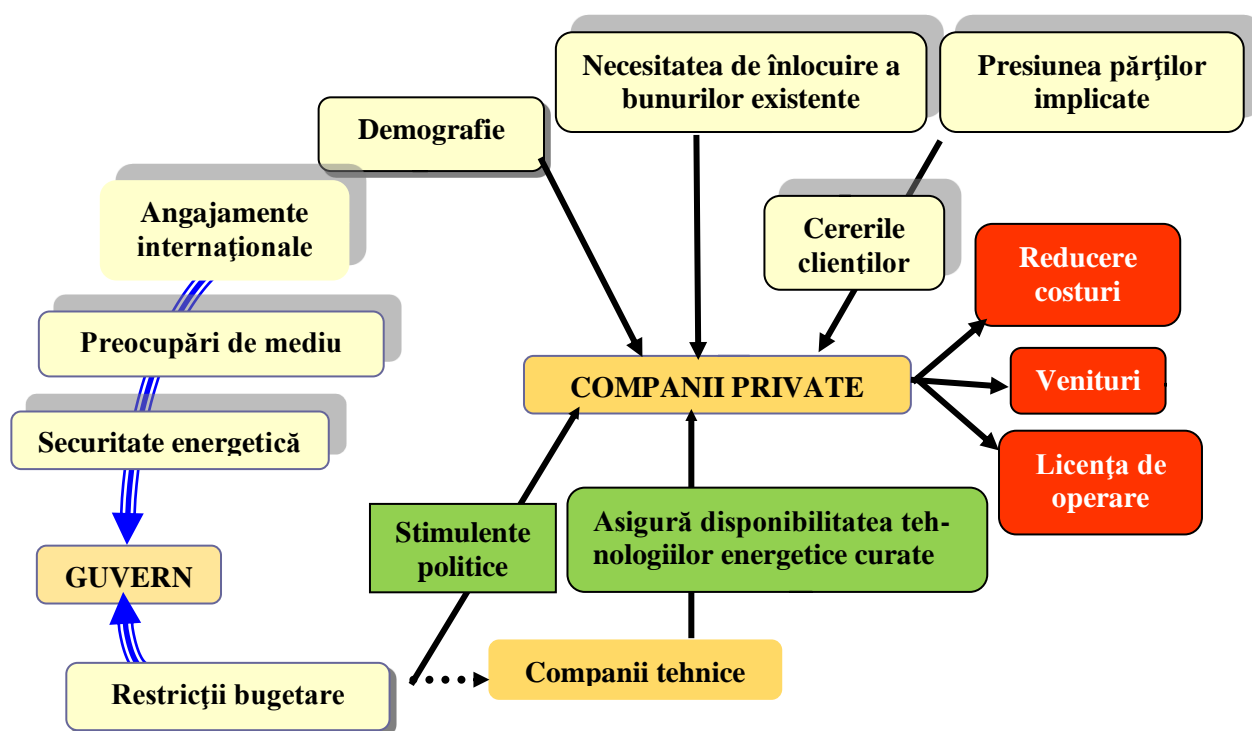 Necesitatea de înlocuire a
bunurilor existente
Presiunea părţilor
implicate
Demografie
Angajamente
internaţionale
Cererile
clienţilor
Reducere
costuri
Preocupări de mediu
COMPANII PRIVATE
Venituri
Securitate energetică
Licenţa de
operare
Stimulente
politice
Asigură disponibilitatea teh-
nologiilor energetice curate
GUVERN
Restricţii bugetare
Companii tehnice